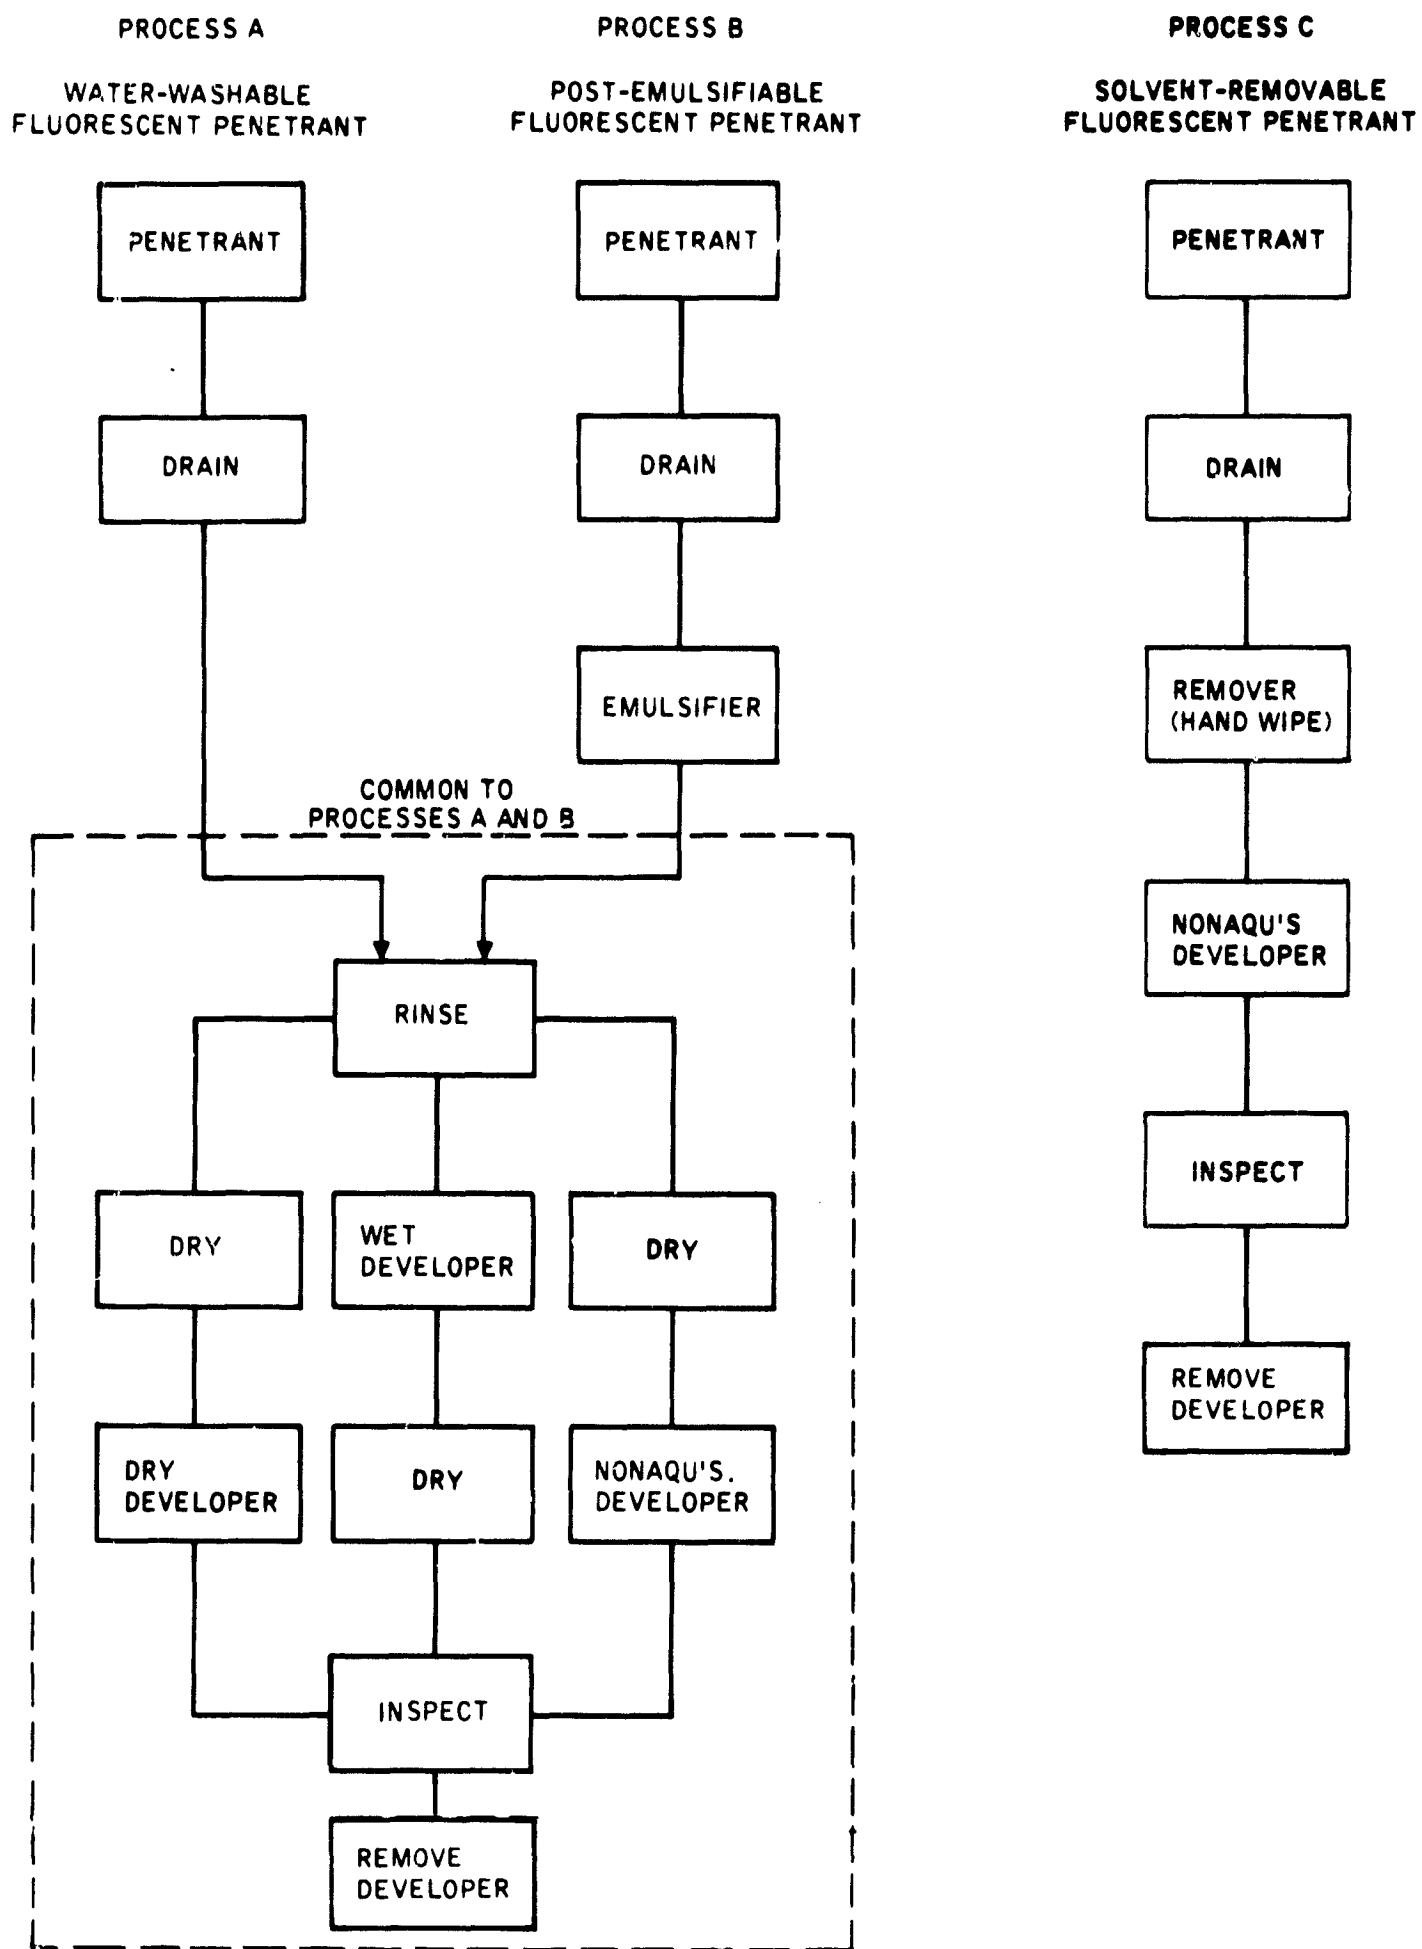 PROCESS A
WATER-WASHABLE
FLUORESCENT PENETRANT
PENETRANT
DRAIN
PROCESS B
POST-EMULSIFIABLE
FLUORESCENT PENETRANT
PENETRANT
DRAIN
EMULSIFIER
COMMON TO
PROCESSES A AND B
RINSE
DRY
DRY
DEVELOPER
WET
DEVELOPER
DRY
DRY
NONAQU'S.
DEVELOPER
INSPECT
REMOVE
DEVELOPER
PROCESS C
SOLVENT-REMOVABLE
FLUORESCENT PENETRANT
PENETRANT
DRAIN
REMOVER
(HAND WIPE)
NONAQU'S
DEVELOPER
INSPECT
REMOVE
DEVELOPER